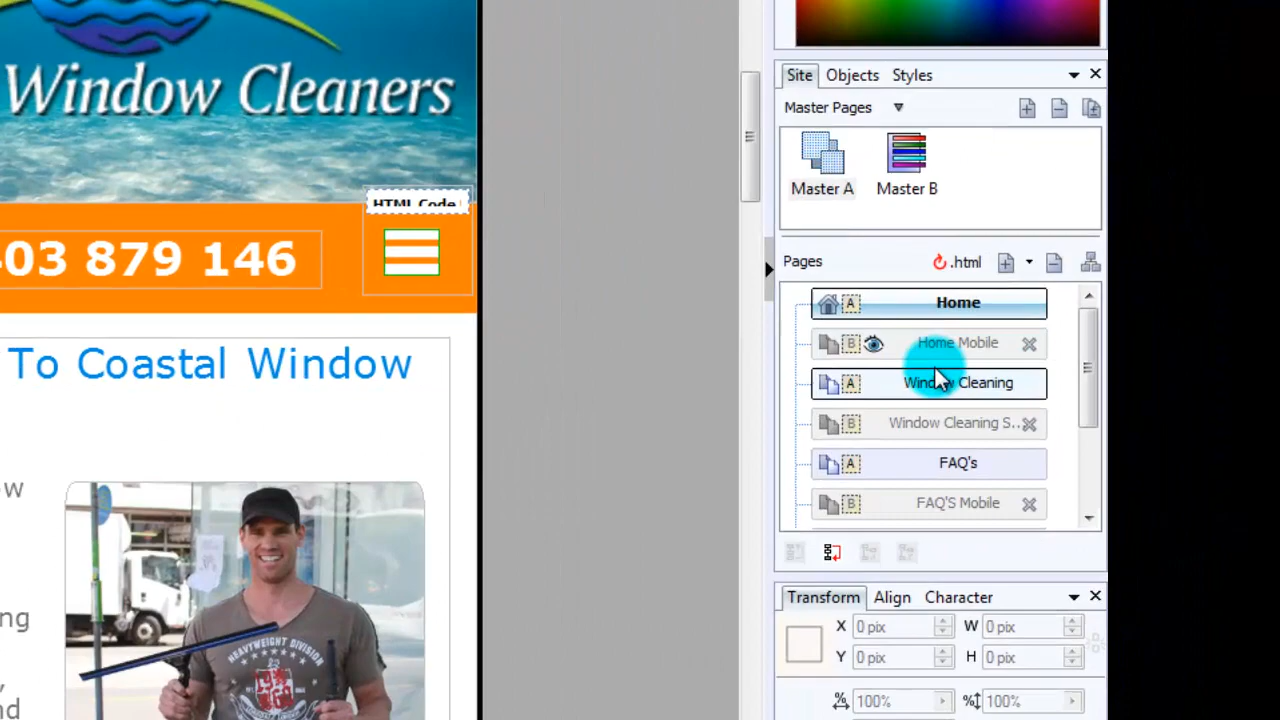 Window Cleaners
HTML Code
03 879 146
To Coastal Window
HEAVYWEIGHT DIVISION
Site Objects Styles
Master Pages
Master A Master B
Pages .html
A Home
B Home Mobile
A Window Cleaning
B Window Cleaning S..
A FAQ's
B FAQ'S Mobile
Transform Align Character
X 0 pix W 0 pix
Y 0 pix H 0 pix
% 100% % 100%